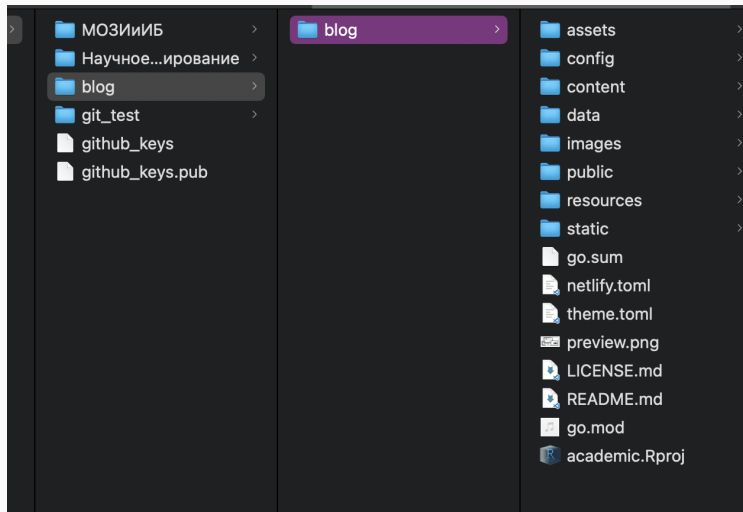 МОЗИиИБ
Научное...ирование
blog
git_test
github_keys
github_keys.pub
blog
assets
config
content
data
images
public
resources
static
go.sum
netlify.toml
theme.toml
preview.png
LICENSE.md
README.md
go.mod
academic.Rproj